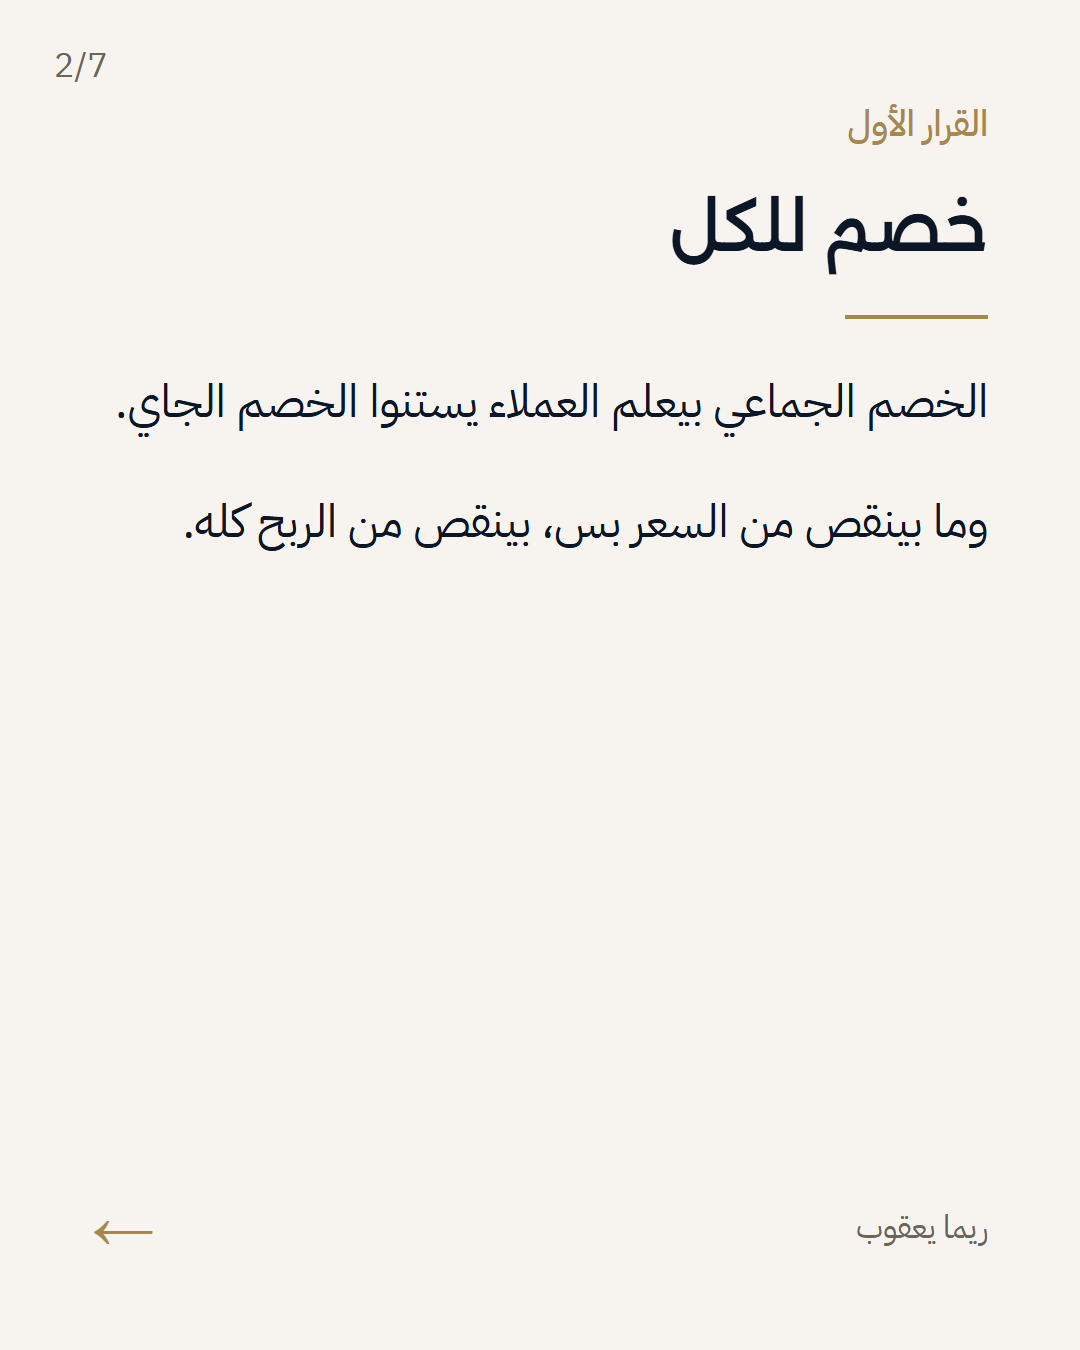 2/7
القرار الأول
خصم للكل
الخصم الجماعي بيعلم العملاء يستنوا الخصم الجاي.
وما بينقص من السعر بس، بينقص من الربح كله.
ريما يعقوب